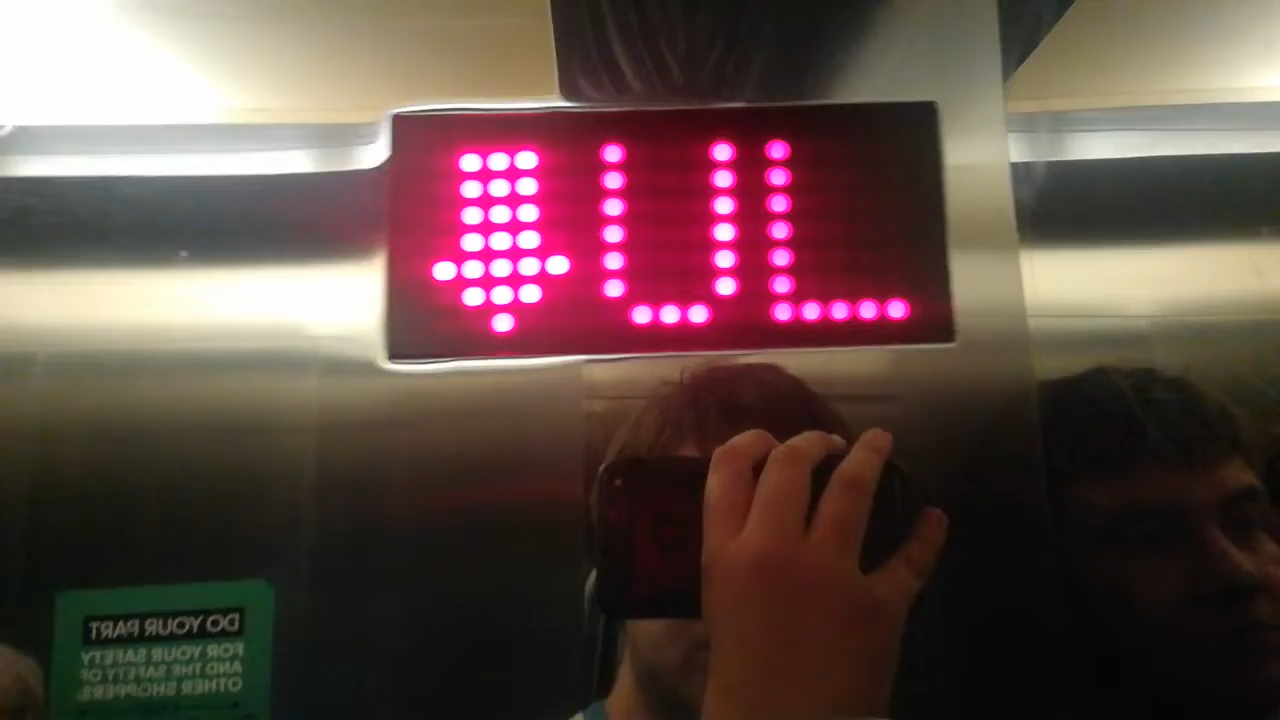 UL
DO YOUR PART
FOR YOUR SAFETY
AND THE SAFETY OF
OTHER SHOPPERS.